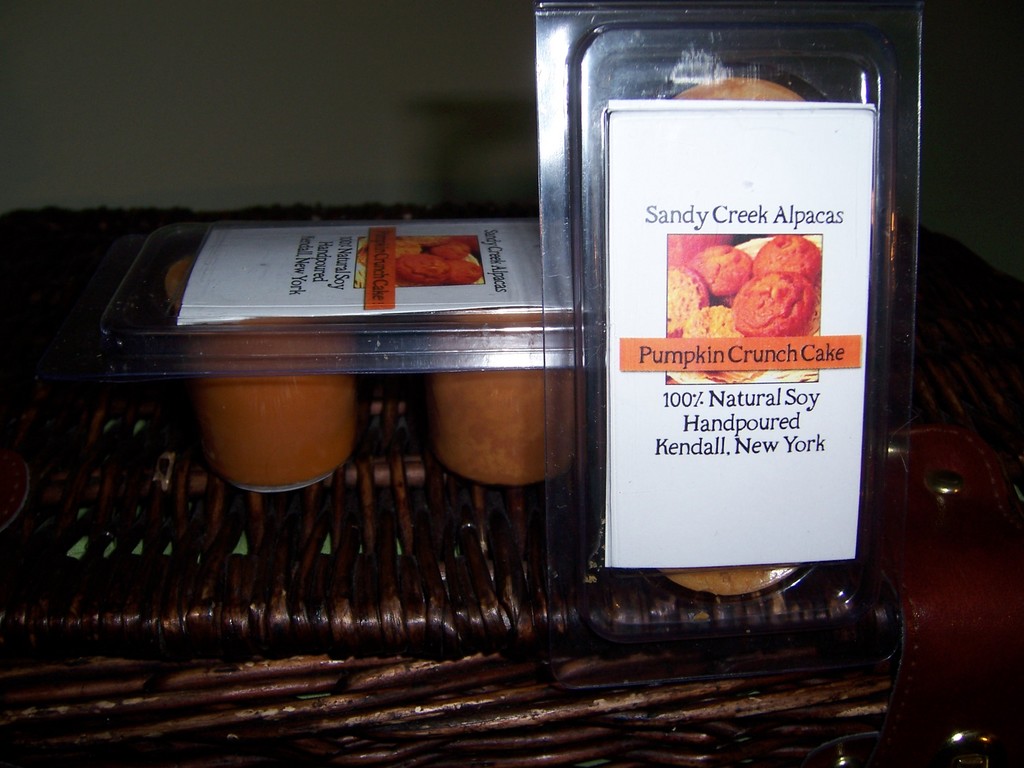 Sandy Creek Alpacas
Pumpkin Crunch Cake
100% Natural Soy
Handpoured
Kendall, New York
Sandy Creek Alpacas
Pumpkin Crunch Cake
100% Natural Soy
Handpoured
Kendall, New York